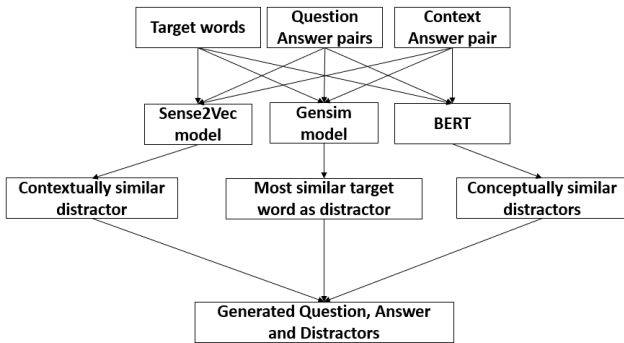 Target words
Question
Answer pairs
Context
Answer pair
Sense2Vec
model
Gensim
model
BERT
Contextually similar
distractor
Most similar target
word as distractor
Conceptually similar
distractors
Generated Question, Answer
and Distractors